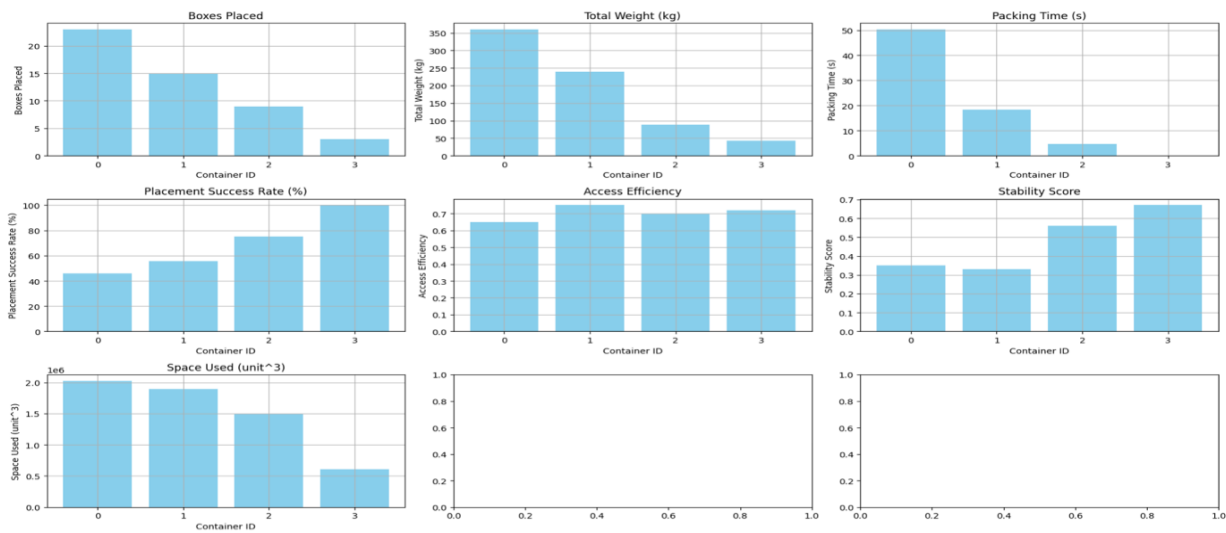 Boxes Placed
Boxes Placed
20
15
10
5
0
0 1 2 3
Container ID
Total Weight (kg)
Total Weight (kg)
350
300
250
200
150
100
50
0
0 1 2 3
Container ID
Packing Time (s)
Packing Time (s)
50
40
30
20
10
0
0 1 2 3
Container ID
Placement Success Rate (%)
Placement Success Rate (%)
100
80
60
40
20
0
0 1 2 3
Container ID
Access Efficiency
Access Efficiency
0.7
0.6
0.5
0.4
0.3
0.2
0.1
0.0
0 1 2 3
Container ID
Stability Score
Stability Score
0.7
0.6
0.5
0.4
0.3
0.2
0.1
0.0
0 1 2 3
Container ID
Space Used (unit^3)
1e6
Space Used (unit^3)
2.0
1.5
1.0
0.5
0.0
0 1 2 3
Container ID
1.0
0.8
0.6
0.4
0.2
0.0
0.0 0.2 0.4 0.6 0.8 1.0
1.0
0.8
0.6
0.4
0.2
0.0
0.0 0.2 0.4 0.6 0.8 1.0